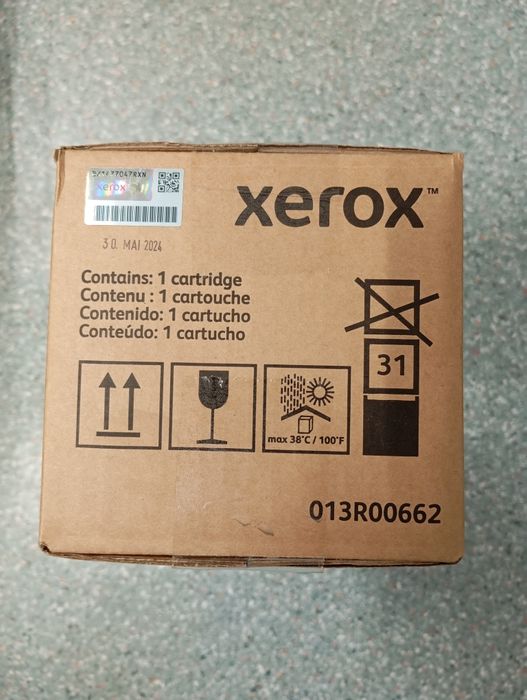 xerox™
xerox
30. MAI 2024
Contains: 1 cartridge
Contenu : 1 cartouche
Contenido: 1 cartucho
Conteúdo: 1 cartucho
31
max 38°C / 100°F
013R00662